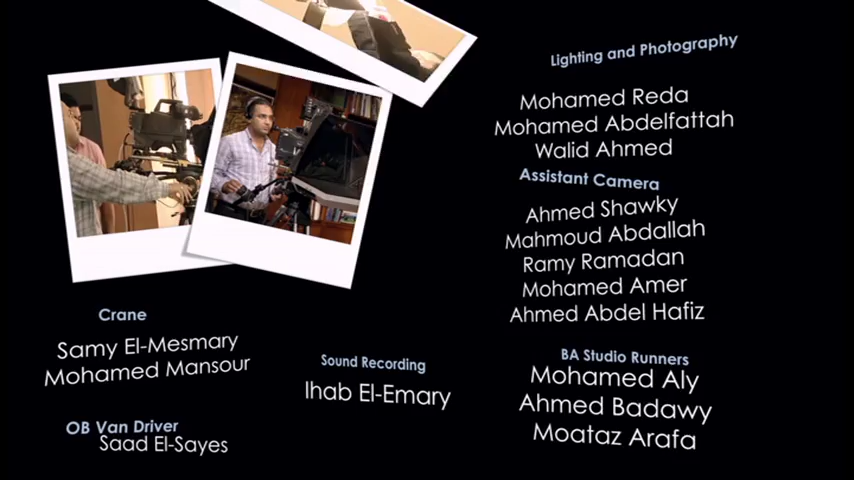 Lighting and Photography
Mohamed Reda
Mohamed Abdelfattah
Walid Ahmed
Assistant Camera
Ahmed Shawky
Mahmoud Abdallah
Ramy Ramadan
Mohamed Amer
Ahmed Abdel Hafiz
Crane
Samy El-Mesmary
Mohamed Mansour
OB Van Driver
Saad El-Sayes
Sound Recording
Ihab El-Emary
BA Studio Runners
Mohamed Aly
Ahmed Badawy
Moataz Arafa